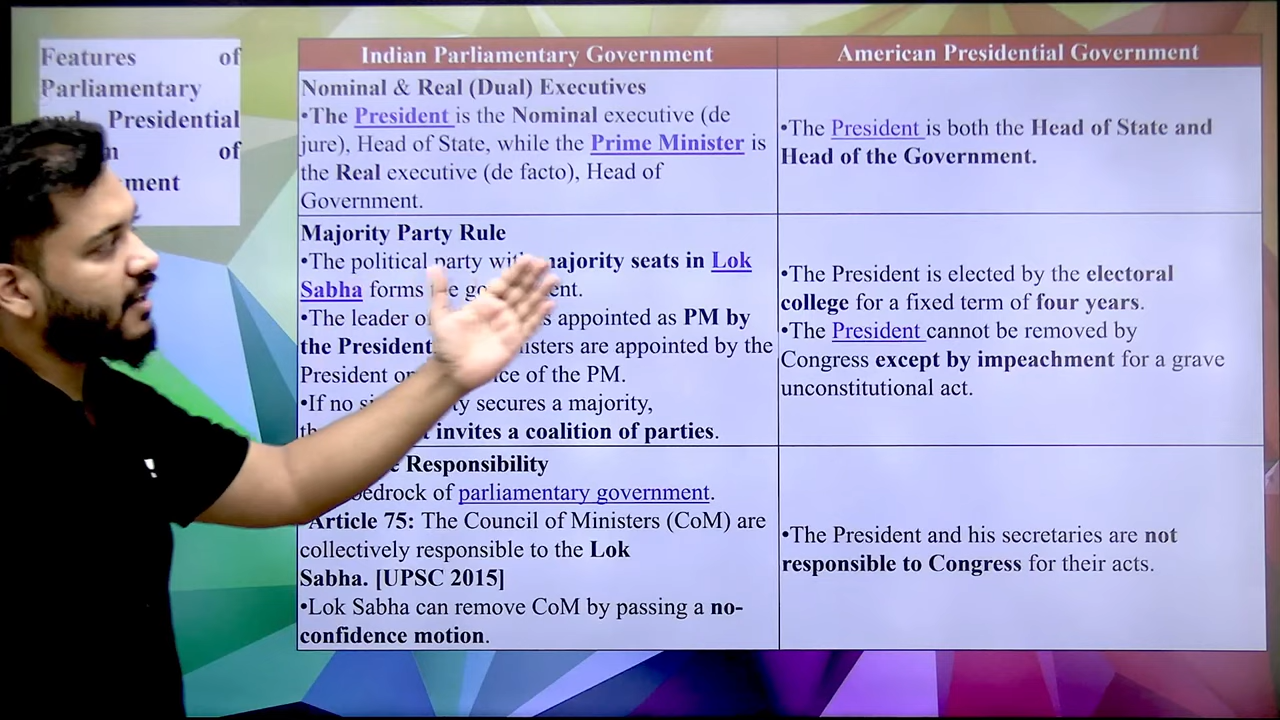 Features of
Parliamentary
Presidential
of
Indian Parliamentary Government
American Presidential Government
Nominal & Real (Dual) Executives
•The President is the Nominal executive (de
jure), Head of State, while the Prime Minister is
the Real executive (de facto), Head of
Government.
•The President is both the Head of State and
Head of the Government.
Majority Party Rule
•The political party majority seats in Lok
Sabha forms
•The leader appointed as PM by
the President are appointed by the
President of the PM.
•If no secures a majority,
invites a coalition of parties.
•The President is elected by the electoral
college for a fixed term of four years.
•The President cannot be removed by
Congress except by impeachment for a grave
unconstitutional act.
Responsibility
of parliamentary government.
Article 75: The Council of Ministers (CoM) are
collectively responsible to the Lok
Sabha. [UPSC 2015]
•Lok Sabha can remove CoM by passing a no-
confidence motion.
•The President and his secretaries are not
responsible to Congress for their acts.